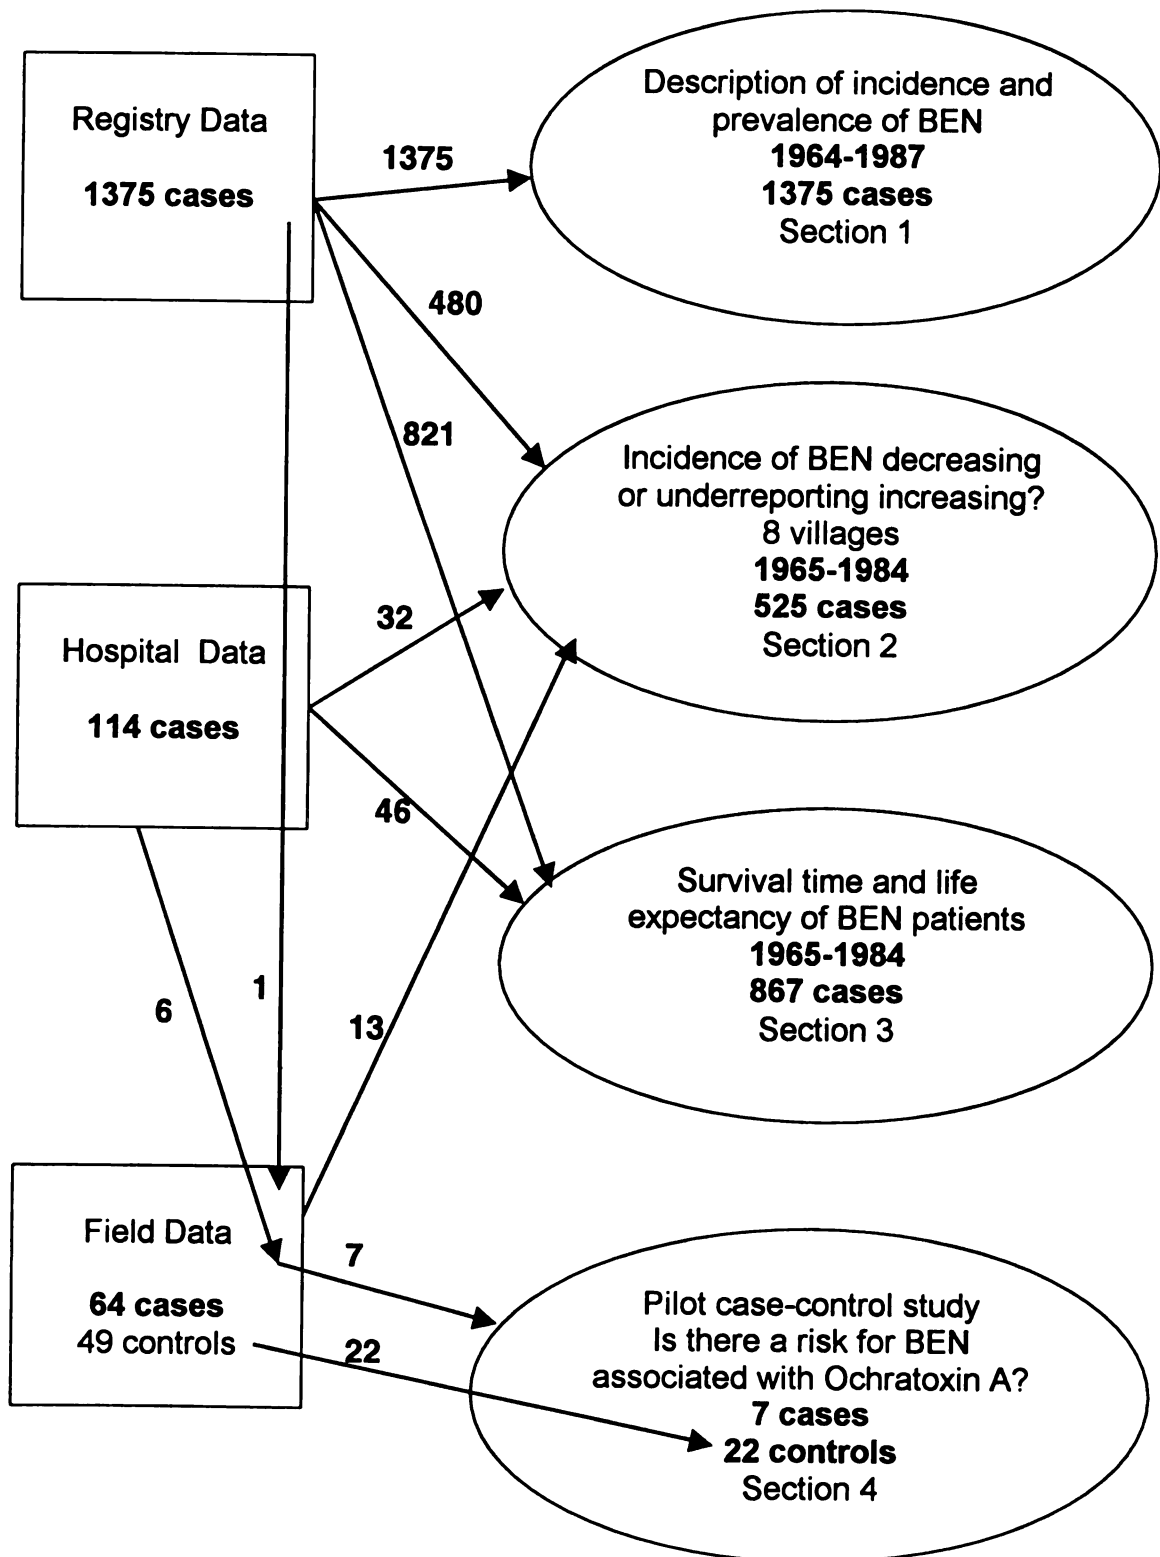 Registry Data
1375 cases
1375
Description of incidence and
prevalence of BEN
1964-1987
1375 cases
Section 1
480
821
Incidence of BEN decreasing
or underreporting increasing?
8 villages
1965-1984
525 cases
Section 2
Hospital Data
114 cases
32
46
Survival time and life
expectancy of BEN patients
1965-1984
867 cases
Section 3
6
1
13
Field Data
64 cases
49 controls
7
22
Pilot case-control study
Is there a risk for BEN
associated with Ochratoxin A?
7 cases
22 controls
Section 4